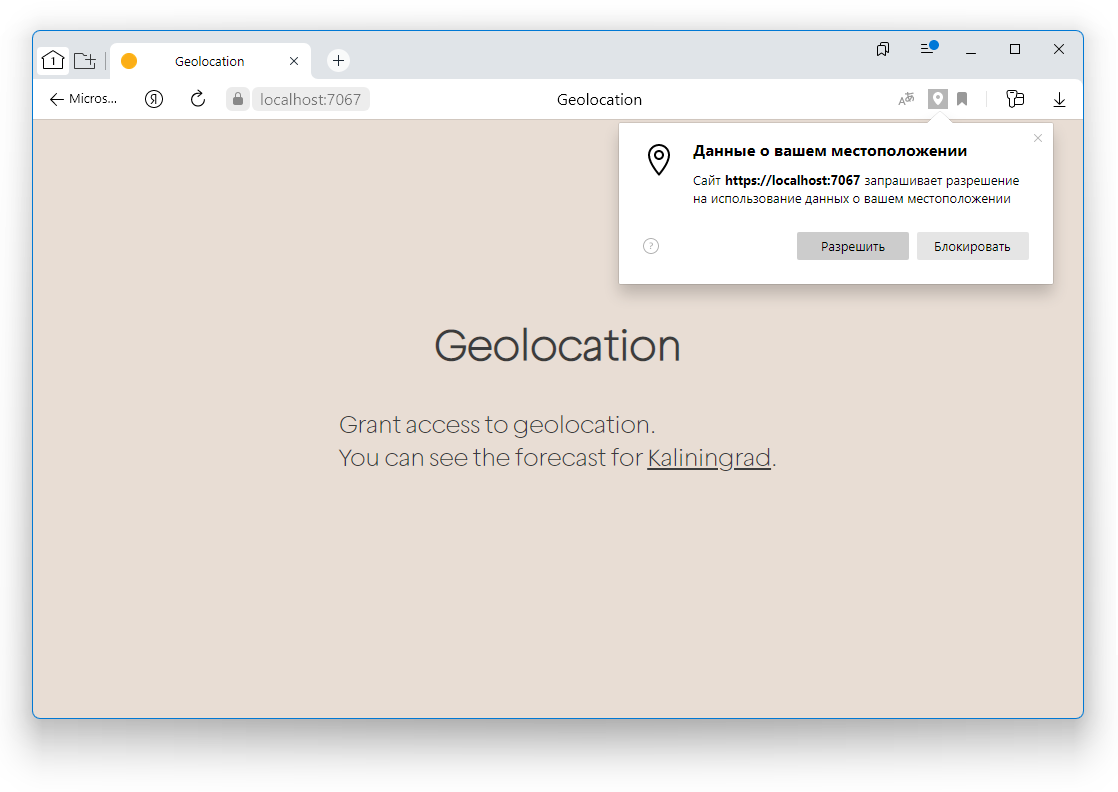 1
Geolocation
Micros...
Я
localhost:7067
Geolocation
Данные о вашем местоположении
Сайт https://localhost:7067 запрашивает разрешение
на использование данных о вашем местоположении
?
Разрешить
Блокировать
Geolocation
Grant access to geolocation.
You can see the forecast for Kaliningrad.